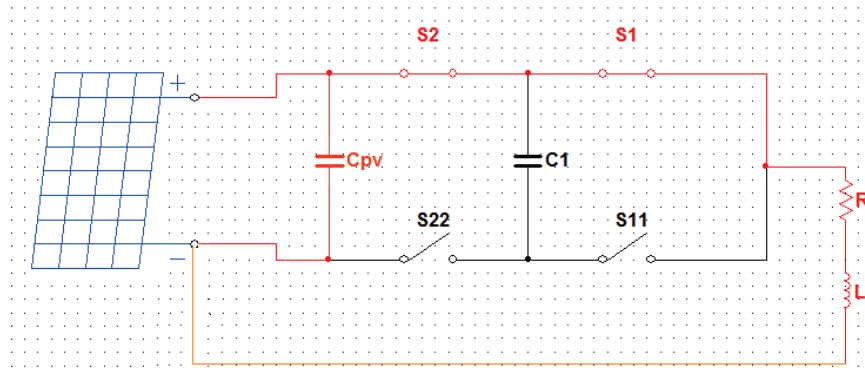 S2 S1
+
Cpv C1
S22 S11
R
−
L